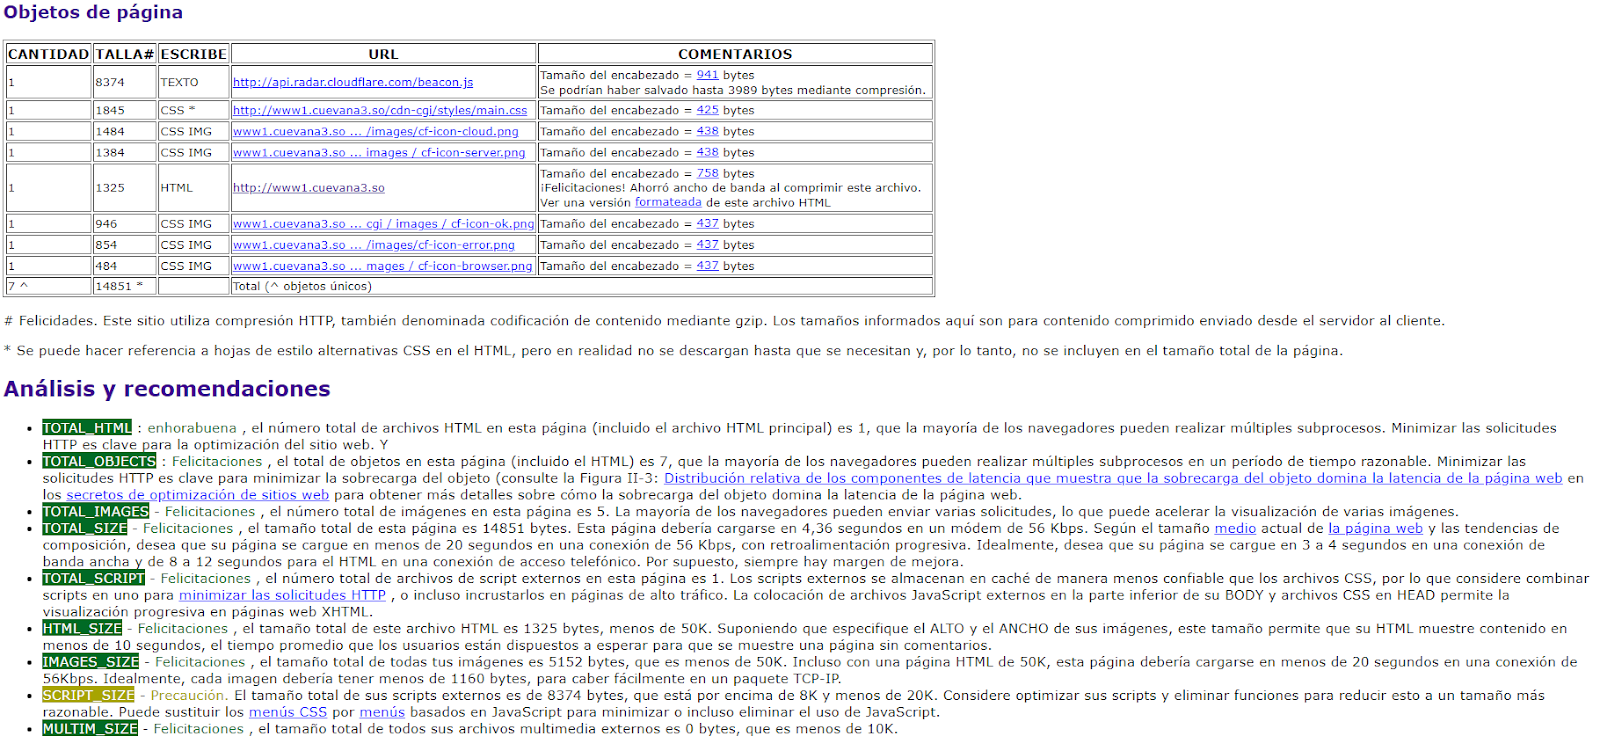 Objetos de página
CANTIDAD TALLA# ESCRIBE URL COMENTARIOS
1 8374 TEXTO http://api.radar.cloudflare.com/beacon.js Tamaño del encabezado = 941 bytes
Se podrían haber salvado hasta 3989 bytes mediante compresión.
1 1845 CSS * http://www1.cuevana3.so/cdn-cgi/styles/main.css Tamaño del encabezado = 425 bytes
1 1484 CSS IMG www1.cuevana3.so ... /images/cf-icon-cloud.png Tamaño del encabezado = 438 bytes
1 1384 CSS IMG www1.cuevana3.so ... images / cf-icon-server.png Tamaño del encabezado = 438 bytes
1 1325 HTML http://www1.cuevana3.so Tamaño del encabezado = 758 bytes
¡Felicitaciones! Ahorró ancho de banda al comprimir este archivo.
Ver una versión formateada de este archivo HTML
1 946 CSS IMG www1.cuevana3.so ... cgi / images / cf-icon-ok.png Tamaño del encabezado = 437 bytes
1 854 CSS IMG www1.cuevana3.so ... /images/cf-icon-error.png Tamaño del encabezado = 437 bytes
1 484 CSS IMG www1.cuevana3.so ... mages / cf-icon-browser.png Tamaño del encabezado = 437 bytes
7 ^ 14851 * Total (^ objetos únicos)
# Felicidades. Este sitio utiliza compresión HTTP, también denominada codificación de contenido mediante gzip. Los tamaños informados aquí son para contenido comprimido enviado desde el servidor al cliente.
* Se puede hacer referencia a hojas de estilo alternativas CSS en el HTML, pero en realidad no se descargan hasta que se necesitan y, por lo tanto, no se incluyen en el tamaño total de la página.
Análisis y recomendaciones
• TOTAL_HTML : enhorabuena , el número total de archivos HTML en esta página (incluido el archivo HTML principal) es 1, que la mayoría de los navegadores pueden realizar múltiples subprocesos. Minimizar las solicitudes
HTTP es clave para la optimización del sitio web. Y
• TOTAL_OBJECTS : Felicitaciones , el total de objetos en esta página (incluido el HTML) es 7, que la mayoría de los navegadores pueden realizar múltiples subprocesos en un período de tiempo razonable. Minimizar las
solicitudes HTTP es clave para minimizar la sobrecarga del objeto (consulte la Figura II-3: Distribución relativa de los componentes de latencia que muestra que la sobrecarga del objeto domina la latencia de la página web en
los secretos de optimización de sitios web para obtener más detalles sobre cómo la sobrecarga del objeto domina la latencia de la página web.
• TOTAL_IMAGES - Felicitaciones , el número total de imágenes en esta página es 5. La mayoría de los navegadores pueden enviar varias solicitudes, lo que puede acelerar la visualización de varias imágenes.
• TOTAL_SIZE - Felicitaciones , el tamaño total de esta página es 14851 bytes. Esta página debería cargarse en 4,36 segundos en un módem de 56 Kbps. Según el tamaño medio actual de la página web y las tendencias de
composición, desea que su página se cargue en menos de 20 segundos en una conexión de 56 Kbps, con retroalimentación progresiva. Idealmente, desea que su página se cargue en 3 a 4 segundos en una conexión de
banda ancha y de 8 a 12 segundos para el HTML en una conexión de acceso telefónico. Por supuesto, siempre hay margen de mejora.
• TOTAL_SCRIPT - Felicitaciones , el número total de archivos de script externos en esta página es 1. Los scripts externos se almacenan en caché de manera menos confiable que los archivos CSS, por lo que considere combinar
scripts en uno para minimizar las solicitudes HTTP , o incluso incrustarlos en páginas de alto tráfico. La colocación de archivos JavaScript externos en la parte inferior de su BODY y archivos CSS en HEAD permite la
visualización progresiva en páginas web XHTML.
• HTML_SIZE - Felicitaciones , el tamaño total de este archivo HTML es 1325 bytes, menos de 50K. Suponiendo que especifique el ALTO y el ANCHO de sus imágenes, este tamaño permite que su HTML muestre contenido en
menos de 10 segundos, el tiempo promedio que los usuarios están dispuestos a esperar para que se muestre una página sin comentarios.
• IMAGES_SIZE - Felicitaciones , el tamaño total de todas tus imágenes es 5152 bytes, que es menos de 50K. Incluso con una página HTML de 50K, esta página debería cargarse en menos de 20 segundos en una conexión de
56Kbps. Idealmente, cada imagen debería tener menos de 1160 bytes, para caber fácilmente en un paquete TCP-IP.
• SCRIPT_SIZE - Precaución. El tamaño total de sus scripts externos es de 8374 bytes, que está por encima de 8K y menos de 20K. Considere optimizar sus scripts y eliminar funciones para reducir esto a un tamaño más
razonable. Puede sustituir los menús CSS por menús basados en JavaScript para minimizar o incluso eliminar el uso de JavaScript.
• MULTIM_SIZE - Felicitaciones , el tamaño total de todos sus archivos multimedia externos es 0 bytes, que es menos de 10K.